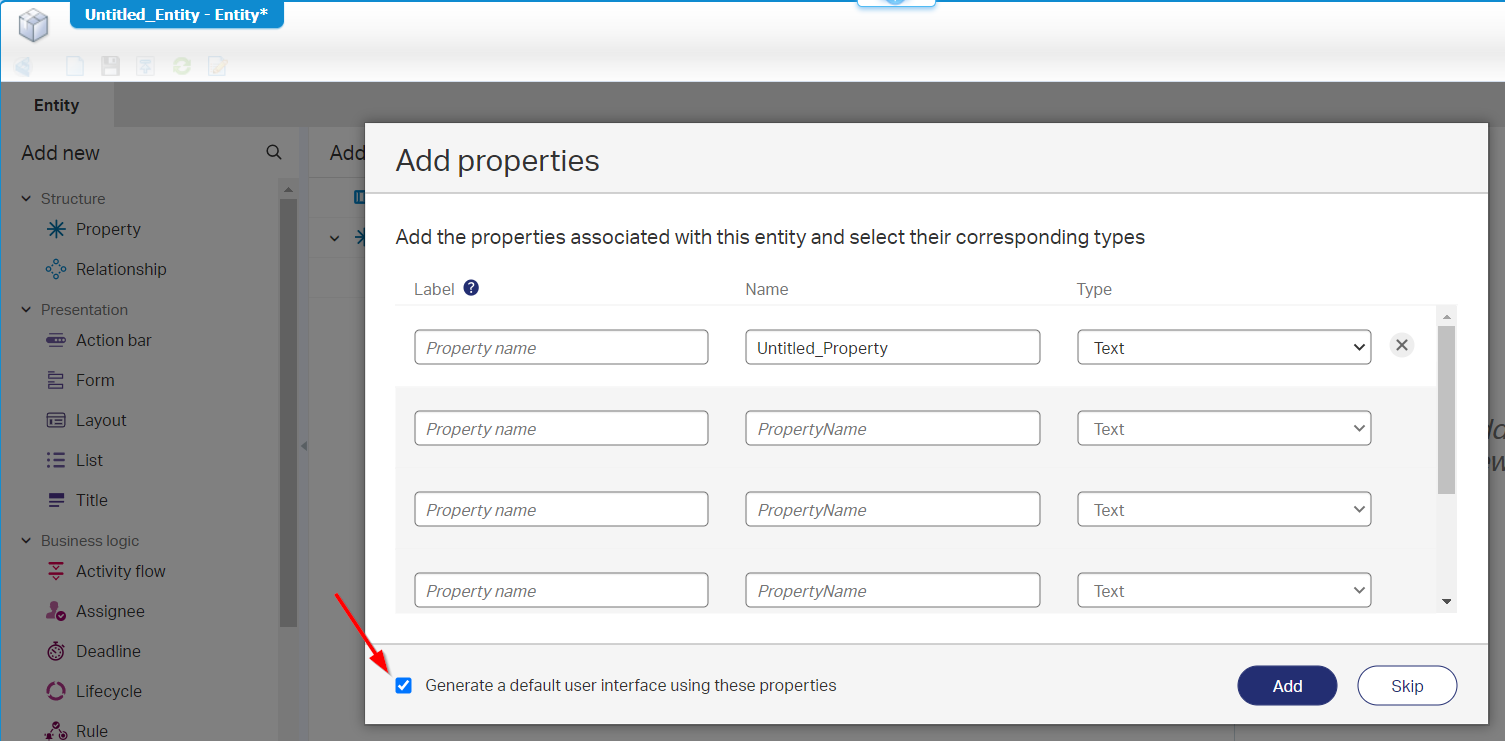 Untitled_Entity - Entity*
Entity
Add new
Structure
Property
Relationship
Presentation
Action bar
Form
Layout
List
Title
Business logic
Activity flow
Assignee
Deadline
Lifecycle
Rule
Add
Add properties
Add the properties associated with this entity and select their corresponding types
Label ? Name Type
Property name Untitled_Property Text
Property name PropertyName Text
Property name PropertyName Text
Property name PropertyName Text
Generate a default user interface using these properties Add Skip